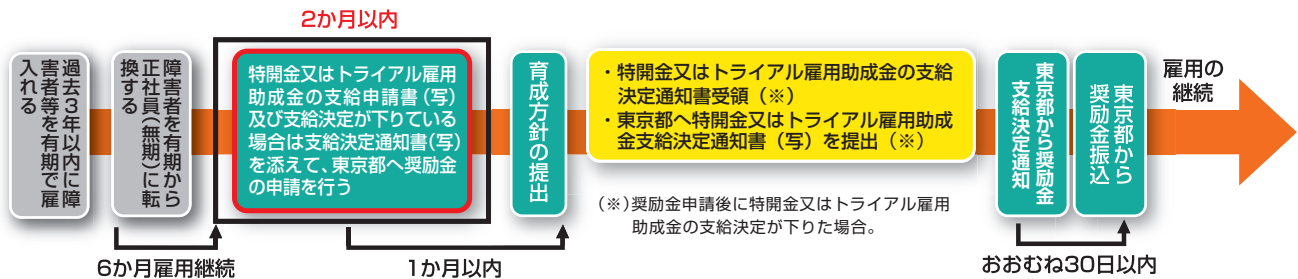 2か月以内
過去3年以内に障
害者等を有期で雇
入れる
障害者を有期から
正社員(無期)に転
換する
特開金又はトライアル雇用
助成金の支給申請書(写)
及び支給決定が下りている
場合は支給決定通知書(写)
を添えて、東京都へ奨励金
の申請を行う
育成方針の提出
・特開金又はトライアル雇用助成金の支給
決定通知書受領(※)
・東京都へ特開金又はトライアル雇用助成
金支給決定通知書(写)を提出(※)
(※)奨励金申請後に特開金又はトライアル雇用
助成金の支給決定が下りた場合。
東京都から奨励金
支給決定通知
東京都から
奨励金振込
雇用の
継続
6か月雇用継続
1か月以内
おおむね30日以内